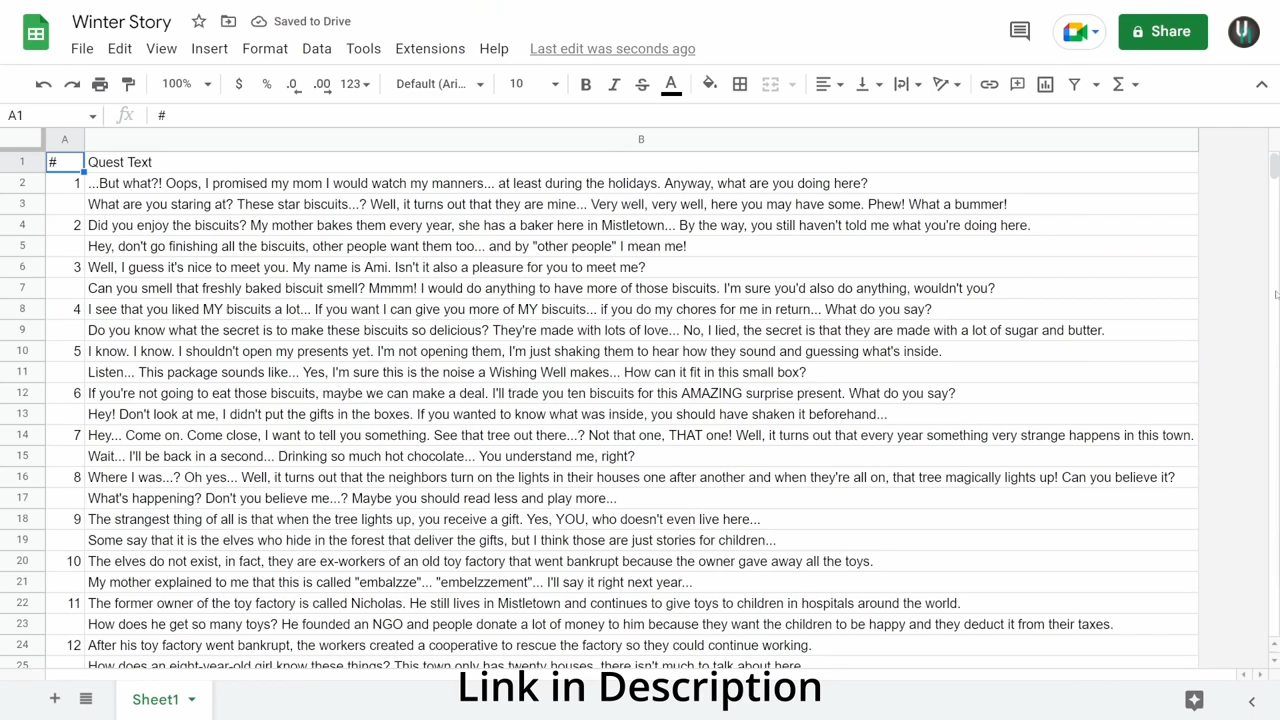 Winter Story
Saved to Drive
File Edit View Insert Format Data Tools Extensions Help Last edit was seconds ago
Share
100% $ % .0 .00 123 Default (Ari... 10 B I S A
A1 fx #
A B
1 # Quest Text
2 1 ...But what?! Oops, I promised my mom I would watch my manners... at least during the holidays. Anyway, what are you doing here?
3 What are you staring at? These star biscuits...? Well, it turns out that they are mine... Very well, very well, here you may have some. Phew! What a bummer!
4 2 Did you enjoy the biscuits? My mother bakes them every year, she has a baker here in Mistletown... By the way, you still haven't told me what you're doing here.
5 Hey, don't go finishing all the biscuits, other people want them too... and by "other people" I mean me!
6 3 Well, I guess it's nice to meet you. My name is Ami. Isn't it also a pleasure for you to meet me?
7 Can you smell that freshly baked biscuit smell? Mmmm! I would do anything to have more of those biscuits. I'm sure you'd also do anything, wouldn't you?
8 4 I see that you liked MY biscuits a lot... If you want I can give you more of MY biscuits... if you do my chores for me in return... What do you say?
9 Do you know what the secret is to make these biscuits so delicious? They're made with lots of love... No, I lied, the secret is that they are made with a lot of sugar and butter.
10 5 I know. I know. I shouldn't open my presents yet. I'm not opening them, I'm just shaking them to hear how they sound and guessing what's inside.
11 Listen... This package sounds like... Yes, I'm sure this is the noise a Wishing Well makes... How can it fit in this small box?
12 6 If you're not going to eat those biscuits, maybe we can make a deal. I'll trade you ten biscuits for this AMAZING surprise present. What do you say?
13 Hey! Don't look at me, I didn't put the gifts in the boxes. If you wanted to know what was inside, you should have shaken it beforehand...
14 7 Hey... Come on. Come close, I want to tell you something. See that tree out there...? Not that one, THAT one! Well, it turns out that every year something very strange happens in this town.
15 Wait... I'll be back in a second... Drinking so much hot chocolate... You understand me, right?
16 8 Where I was...? Oh yes... Well, it turns out that the neighbors turn on the lights in their houses one after another and when they're all on, that tree magically lights up! Can you believe it?
17 What's happening? Don't you believe me...? Maybe you should read less and play more...
18 9 The strangest thing of all is that when the tree lights up, you receive a gift. Yes, YOU, who doesn't even live here...
19 Some say that it is the elves who hide in the forest that deliver the gifts, but I think those are just stories for children...
20 10 The elves do not exist, in fact, they are ex-workers of an old toy factory that went bankrupt because the owner gave away all the toys.
21 My mother explained to me that this is called "embalzze"... "embelzzement"... I'll say it right next year...
22 11 The former owner of the toy factory is called Nicholas. He still lives in Mistletown and continues to give toys to children in hospitals around the world.
23 How does he get so many toys? He founded an NGO and people donate a lot of money to him because they want the children to be happy and they deduct it from their taxes.
24 12 After his toy factory went bankrupt, the workers created a cooperative to rescue the factory so they could continue working.
25 How does an eight-year-old girl know these things? This town only has twenty houses, there isn't much to talk about here
Link in Description
Sheet1